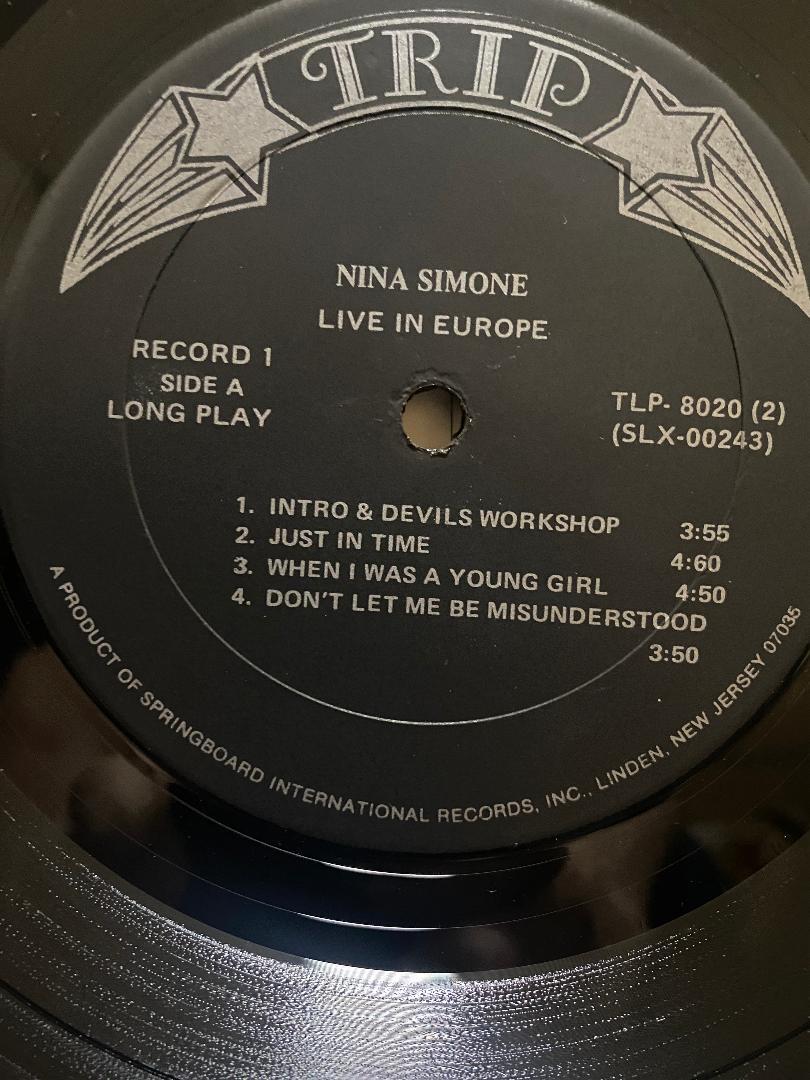 TRIP
NINA SIMONE
LIVE IN EUROPE
RECORD 1
SIDE A
LONG PLAY
TLP- 8020 (2)
(SLX-00243)
1. INTRO & DEVILS WORKSHOP 3:55
2. JUST IN TIME 4:60
3. WHEN I WAS A YOUNG GIRL 4:50
4. DON'T LET ME BE MISUNDERSTOOD
3:50
A PRODUCT OF SPRINGBOARD INTERNATIONAL RECORDS, INC., LINDEN, NEW JERSEY 07035